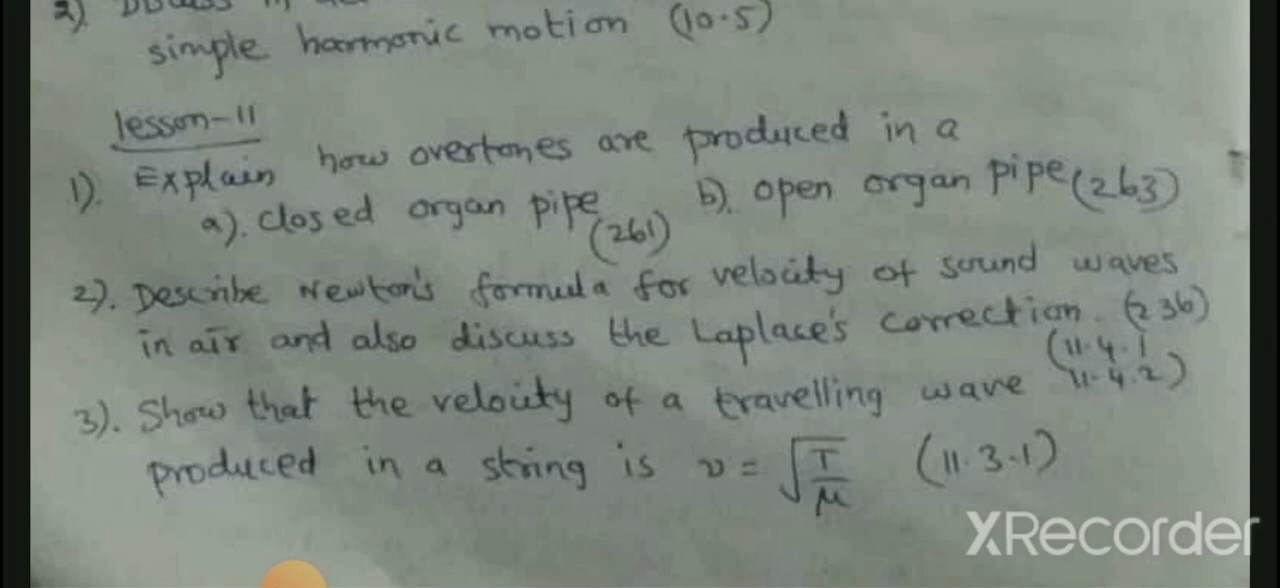 2)
simple harmonic motion (10.5)
lesson-11
1). Explain how overtones are produced in a
a). closed organ pipe (261) b). open organ pipe (263)
2). Describe Newton's formula for velocity of sound waves
in air and also discuss the Laplace's correction. (236)
(11.4.1
11.4.2)
3). Show that the velocity of a travelling wave
produced in a string is v = √T/μ (11.3.1)
XRecorder